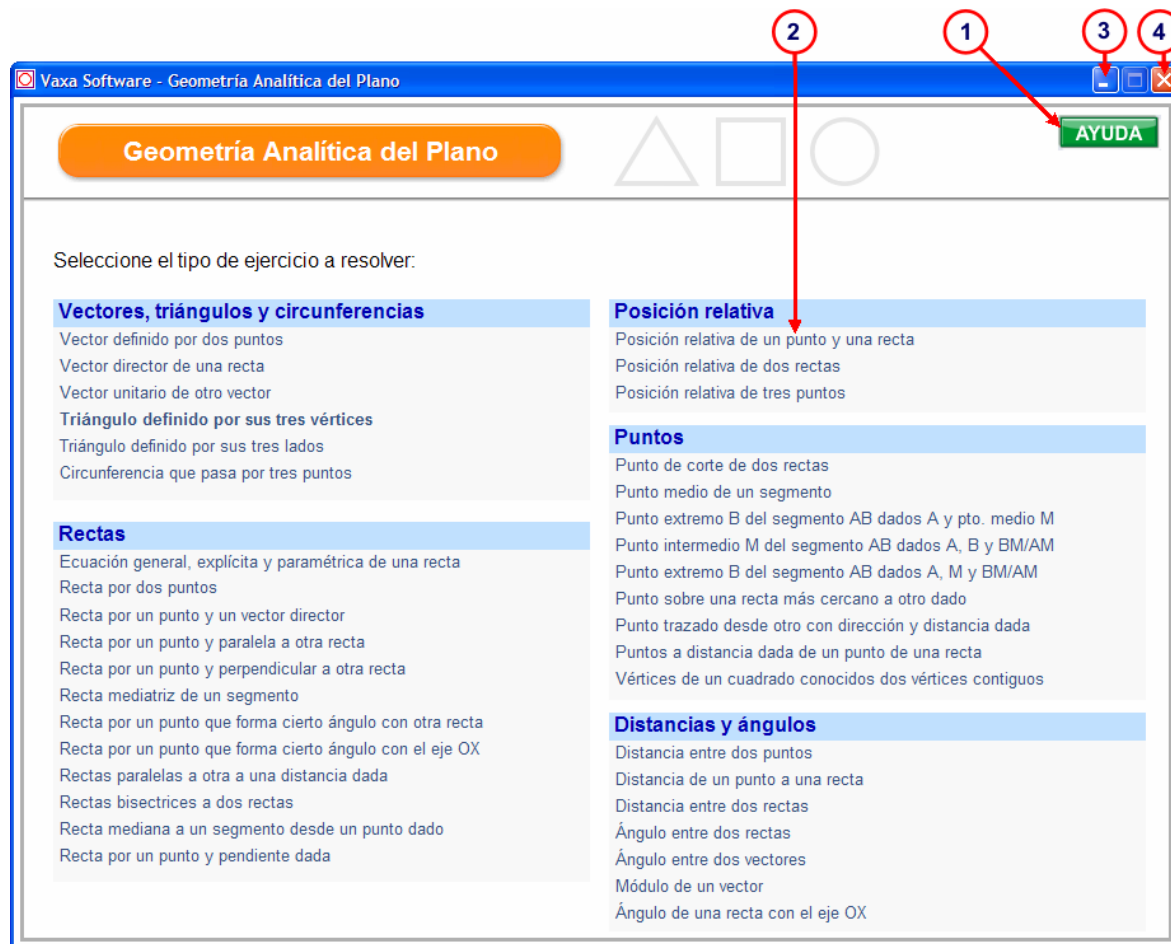 2 1 3 4
Vaxa Software - Geometría Analítica del Plano
Geometría Analítica del Plano
AYUDA
Seleccione el tipo de ejercicio a resolver:
Vectores, triángulos y circunferencias
Vector definido por dos puntos
Vector director de una recta
Vector unitario de otro vector
Triángulo definido por sus tres vértices
Triángulo definido por sus tres lados
Circunferencia que pasa por tres puntos
Rectas
Ecuación general, explícita y paramétrica de una recta
Recta por dos puntos
Recta por un punto y un vector director
Recta por un punto y paralela a otra recta
Recta por un punto y perpendicular a otra recta
Recta mediatriz de un segmento
Recta por un punto que forma cierto ángulo con otra recta
Recta por un punto que forma cierto ángulo con el eje OX
Rectas paralelas a otra a una distancia dada
Rectas bisectrices a dos rectas
Recta mediana a un segmento desde un punto dado
Recta por un punto y pendiente dada
Posición relativa
Posición relativa de un punto y una recta
Posición relativa de dos rectas
Posición relativa de tres puntos
Puntos
Punto de corte de dos rectas
Punto medio de un segmento
Punto extremo B del segmento AB dados A y pto. medio M
Punto intermedio M del segmento AB dados A, B y BM/AM
Punto extremo B del segmento AB dados A, M y BM/AM
Punto sobre una recta más cercano a otro dado
Punto trazado desde otro con dirección y distancia dada
Puntos a distancia dada de un punto de una recta
Vértices de un cuadrado conocidos dos vértices contiguos
Distancias y ángulos
Distancia entre dos puntos
Distancia de un punto a una recta
Distancia entre dos rectas
Ángulo entre dos rectas
Ángulo entre dos vectores
Módulo de un vector
Ángulo de una recta con el eje OX